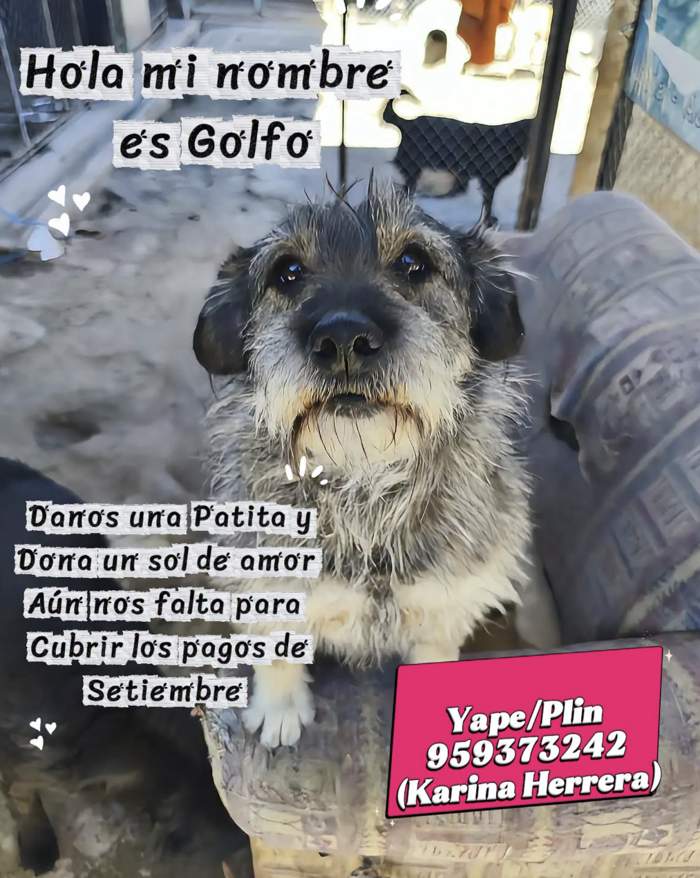 Hola mi nombre
es Golfo
Danos una Patita y
Dona un sol de amor
Aún nos falta para
Cubrir los pagos de
Setiembre
Yape/Plin
959373242
(Karina Herrera)